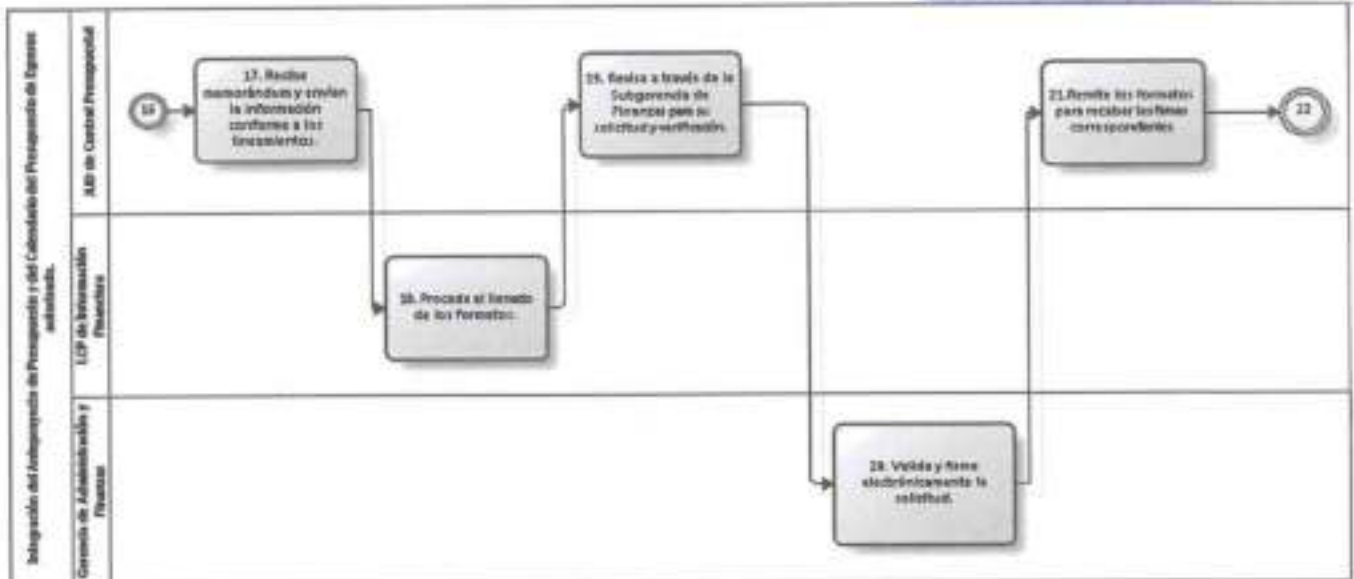 Integración del Anteproyecto de Presupuesto y del Calendario del Presupuesto de Egresos
autorizado.
JUD de Control Presupuestal
16
17. Recibe
memorándum y envían
la información
conforme a los
lineamientos.
19. Revisa a través de la
Subgerencia de
Finanzas para su
solicitud y verificación.
21.Remite los formatos
para recabar las firmas
correspondientes
22
LCP de Información
Financiera
18. Procede al llenado
de los formatos.
Gerencia de Administración y
Finanzas
20. Valida y firma
electrónicamente la
solicitud.